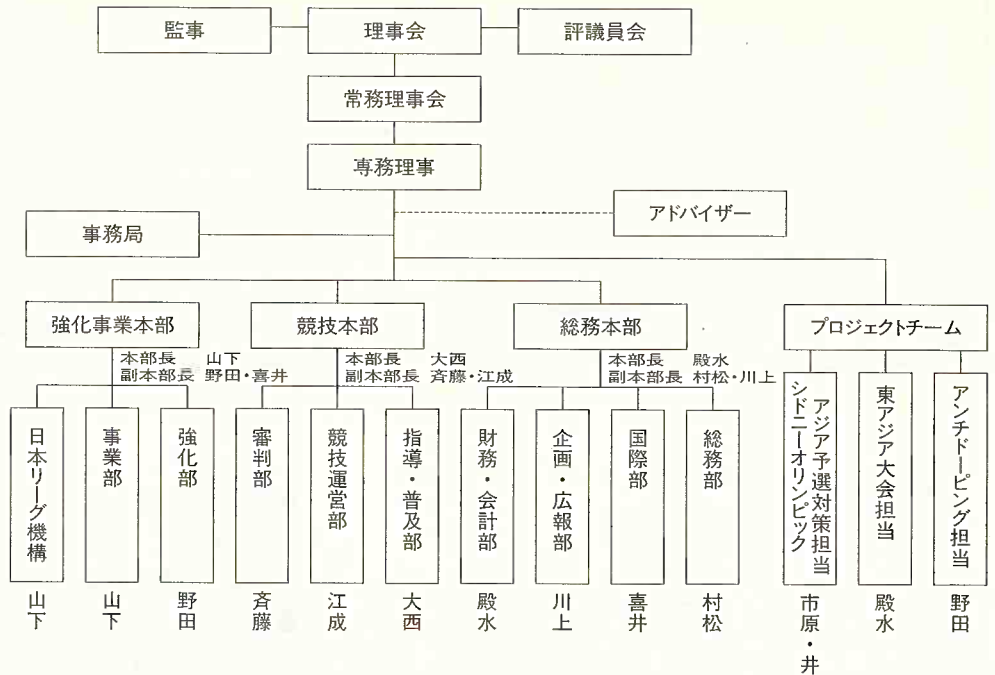 監事
理事会
評議員会
常務理事会
専務理事
アドバイザー
事務局
強化事業本部
競技本部
総務本部
プロジェクトチーム
本部長 山下
副本部長 野田・喜井
本部長 大西
副本部長 斉藤・江成
本部長 殿水
副本部長 村松・川上
日本リーグ機構
事業部
強化部
審判部
競技運営部
指導・普及部
財務・会計部
企画・広報部
国際部
総務部
シドニーオリンピック
アジア予選対策担当
東アジア大会担当
アンチドーピング担当
山下
山下
野田
斉藤
江成
大西
殿水
川上
喜井
村松
市原・井
殿水
野田